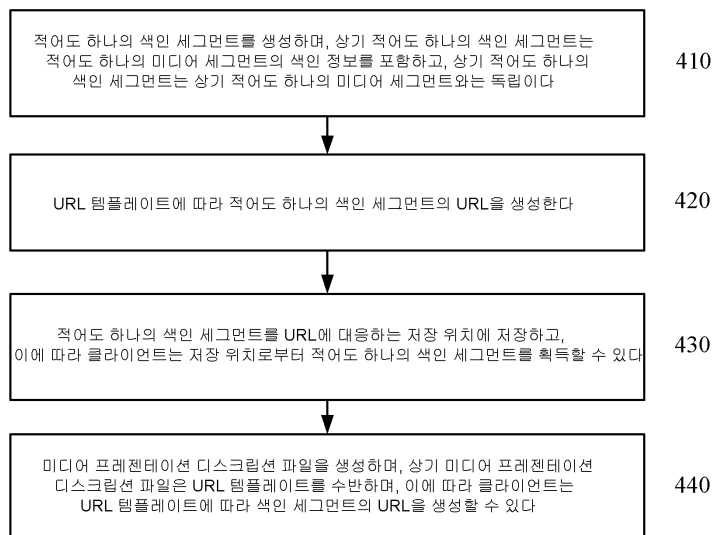 적어도 하나의 색인 세그먼트를 생성하며, 상기 적어도 하나의 색인 세그먼트는
적어도 하나의 미디어 세그먼트의 색인 정보를 포함하고, 상기 적어도 하나의
색인 세그먼트는 상기 적어도 하나의 미디어 세그먼트와는 독립이다
410
URL 템플레이트에 따라 적어도 하나의 색인 세그먼트의 URL을 생성한다
420
적어도 하나의 색인 세그먼트를 URL에 대응하는 저장 위치에 저장하고,
이에 따라 클라이언트는 저장 위치로부터 적어도 하나의 색인 세그먼트를 획득할 수 있다
430
미디어 프레젠테이션 디스크립션 파일을 생성하며, 상기 미디어 프레젠테이션
디스크립션 파일은 URL 템플레이트를 수반하며, 이에 따라 클라이언트는
URL 템플레이트에 따라 색인 세그먼트의 URL을 생성할 수 있다
440